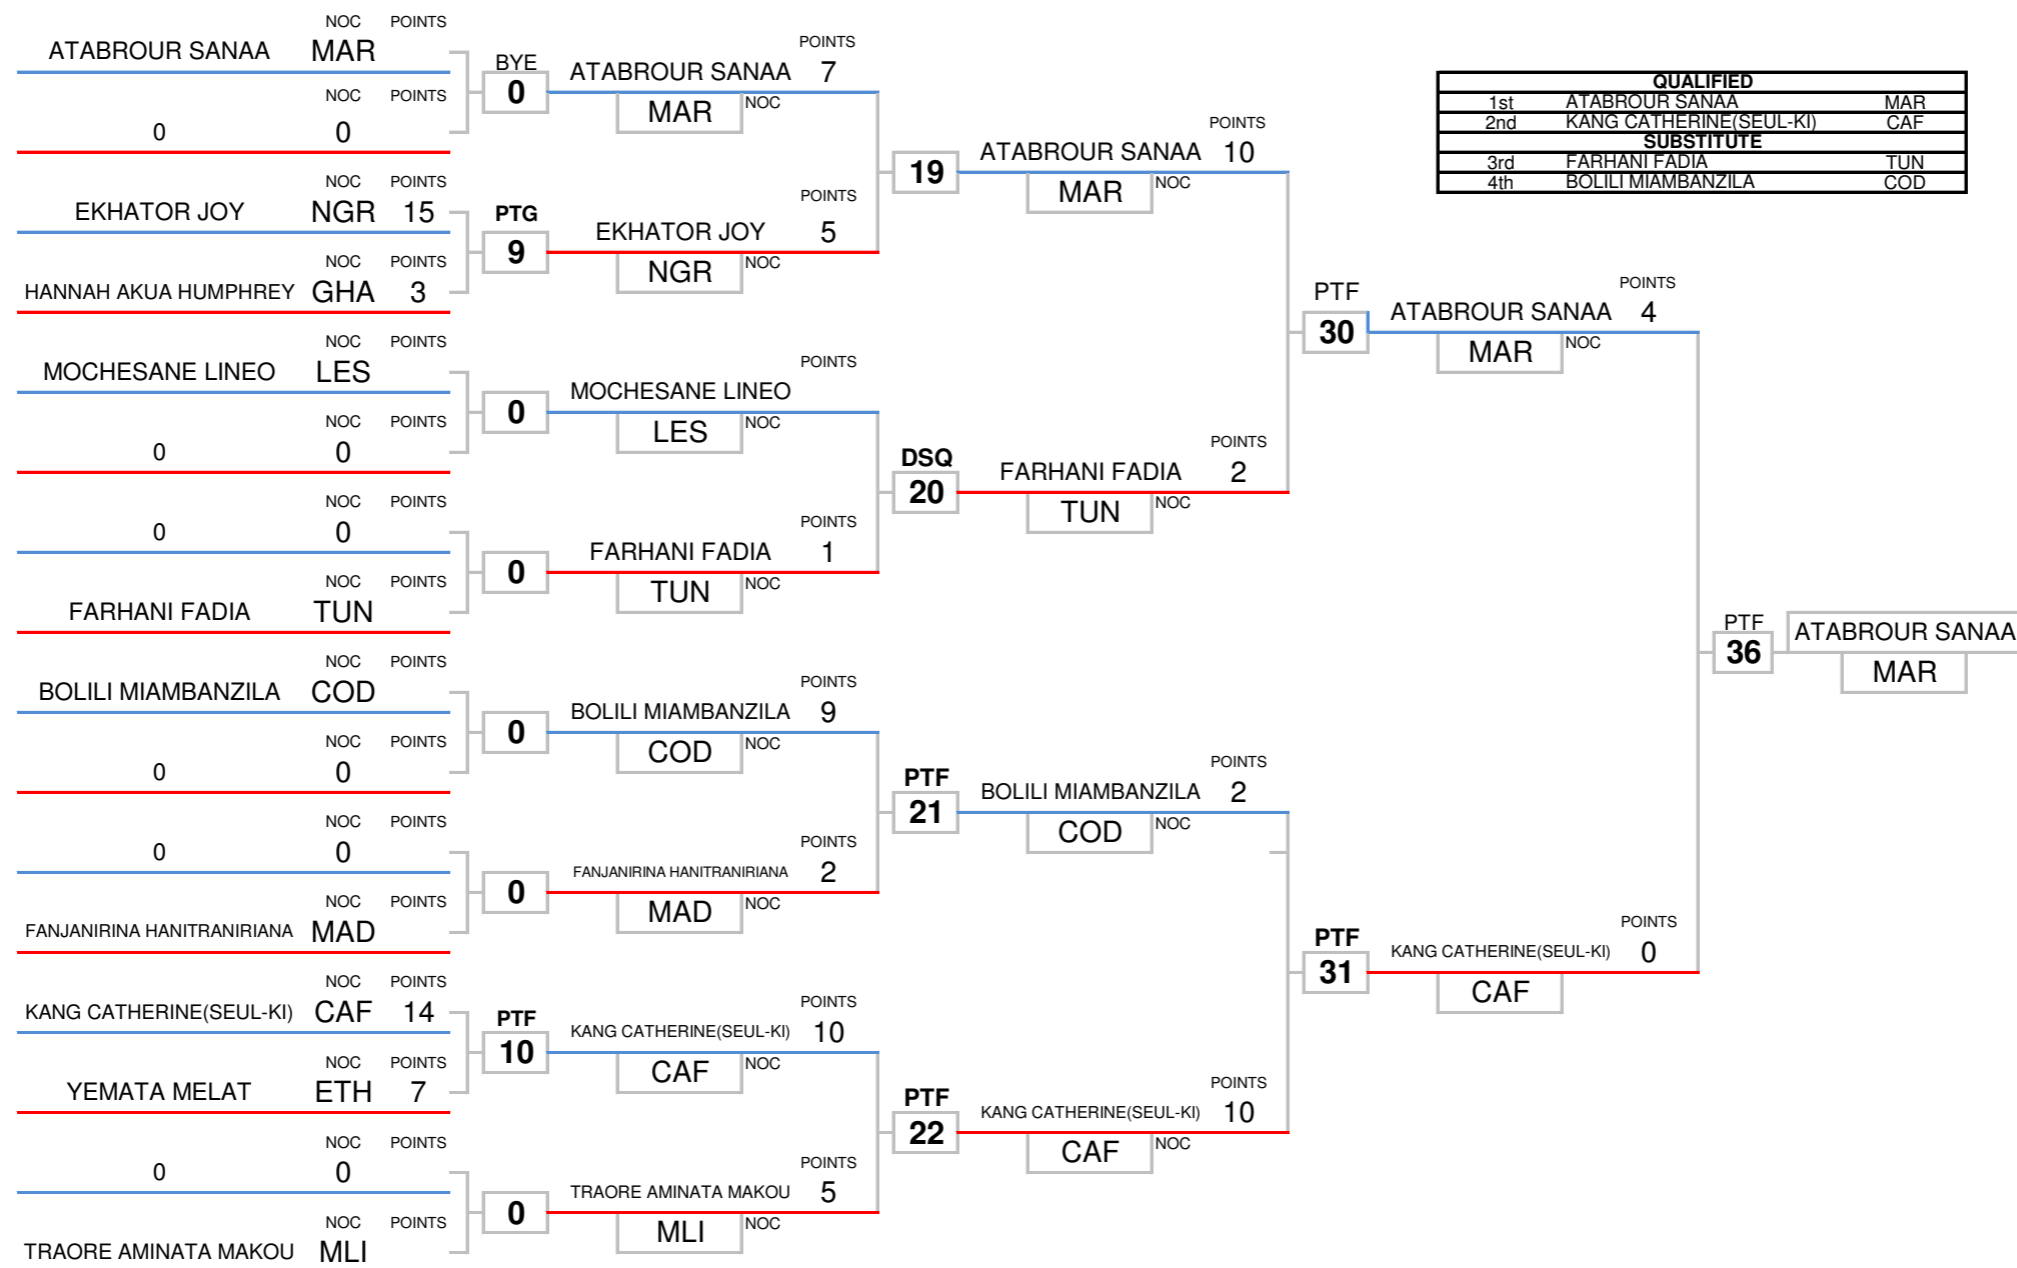 NOC POINTS
ATABROUR SANAA MAR
NOC POINTS
0 0
NOC POINTS
EKHATOR JOY NGR 15
NOC POINTS
HANNAH AKUA HUMPHREY GHA 3
NOC POINTS
MOCHESANE LINEO LES
NOC POINTS
0 0
NOC POINTS
0 0
NOC POINTS
FARHANI FADIA TUN
NOC POINTS
BOLILI MIAMBANZILA COD
NOC POINTS
0 0
NOC POINTS
0 0
NOC POINTS
FANJANIRINA HANITRANIRIANA MAD
NOC POINTS
KANG CATHERINE(SEUL-KI) CAF 14
NOC POINTS
YEMATA MELAT ETH 7
NOC POINTS
0 0
NOC POINTS
TRAORE AMINATA MAKOU MLI
BYE
0
PTG
9
0
0
0
0
PTF
10
0
POINTS
ATABROUR SANAA 7
MAR NOC
POINTS
EKHATOR JOY 5
NGR NOC
POINTS
MOCHESANE LINEO
LES NOC
POINTS
FARHANI FADIA 1
TUN NOC
POINTS
BOLILI MIAMBANZILA 9
COD NOC
POINTS
FANJANIRINA HANITRANIRIANA 2
MAD NOC
POINTS
KANG CATHERINE(SEUL-KI) 10
CAF NOC
POINTS
TRAORE AMINATA MAKOU 5
MLI NOC
19
DSQ
20
PTF
21
PTF
22
POINTS
ATABROUR SANAA 10
MAR NOC
POINTS
FARHANI FADIA 2
TUN NOC
POINTS
BOLILI MIAMBANZILA 2
COD NOC
POINTS
KANG CATHERINE(SEUL-KI) 10
CAF NOC
PTF
30
PTF
31
POINTS
ATABROUR SANAA 4
MAR NOC
POINTS
KANG CATHERINE(SEUL-KI) 0
CAF
PTF
36
ATABROUR SANAA
MAR
QUALIFIED
1st ATABROUR SANAA MAR
2nd KANG CATHERINE(SEUL-KI) CAF
SUBSTITUTE
3rd FARHANI FADIA TUN
4th BOLILI MIAMBANZILA COD